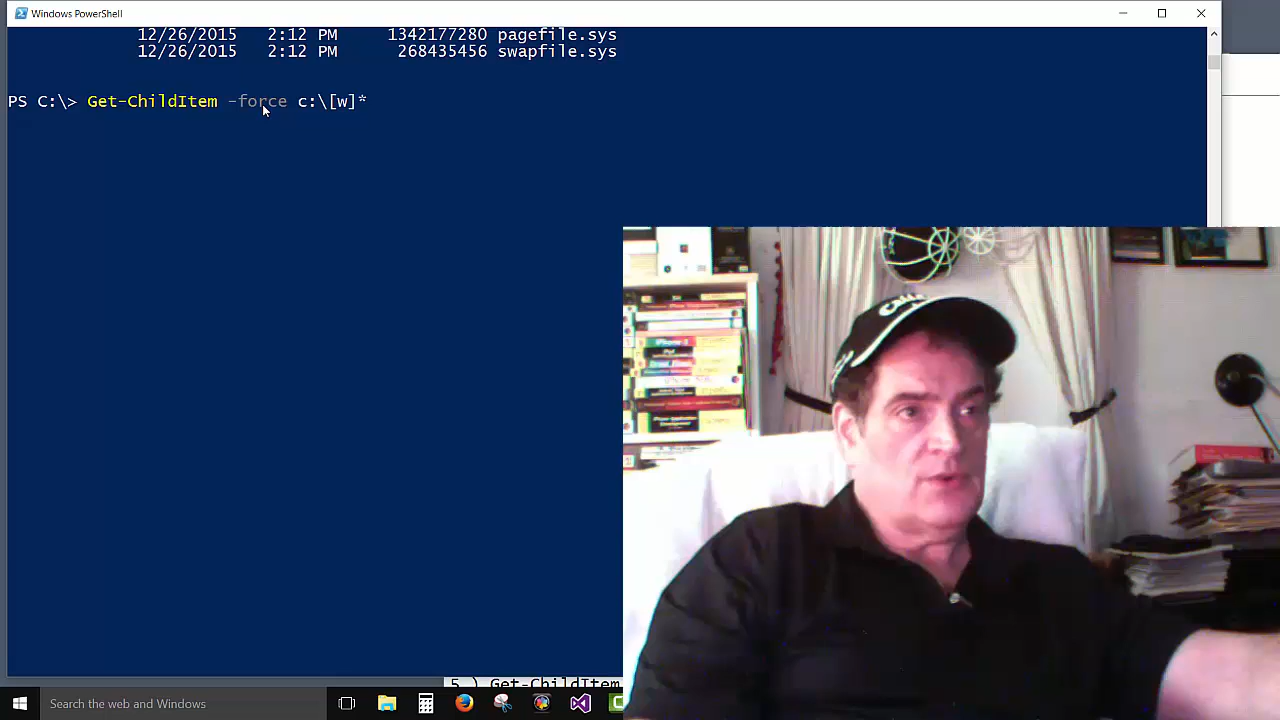 Windows PowerShell
12/26/2015 2:12 PM 1342177280 pagefile.sys
12/26/2015 2:12 PM 268435456 swapfile.sys
PS C:\> Get-ChildItem -force c:\[w]*
5.) Get-ChildItem
Search the web and Windows